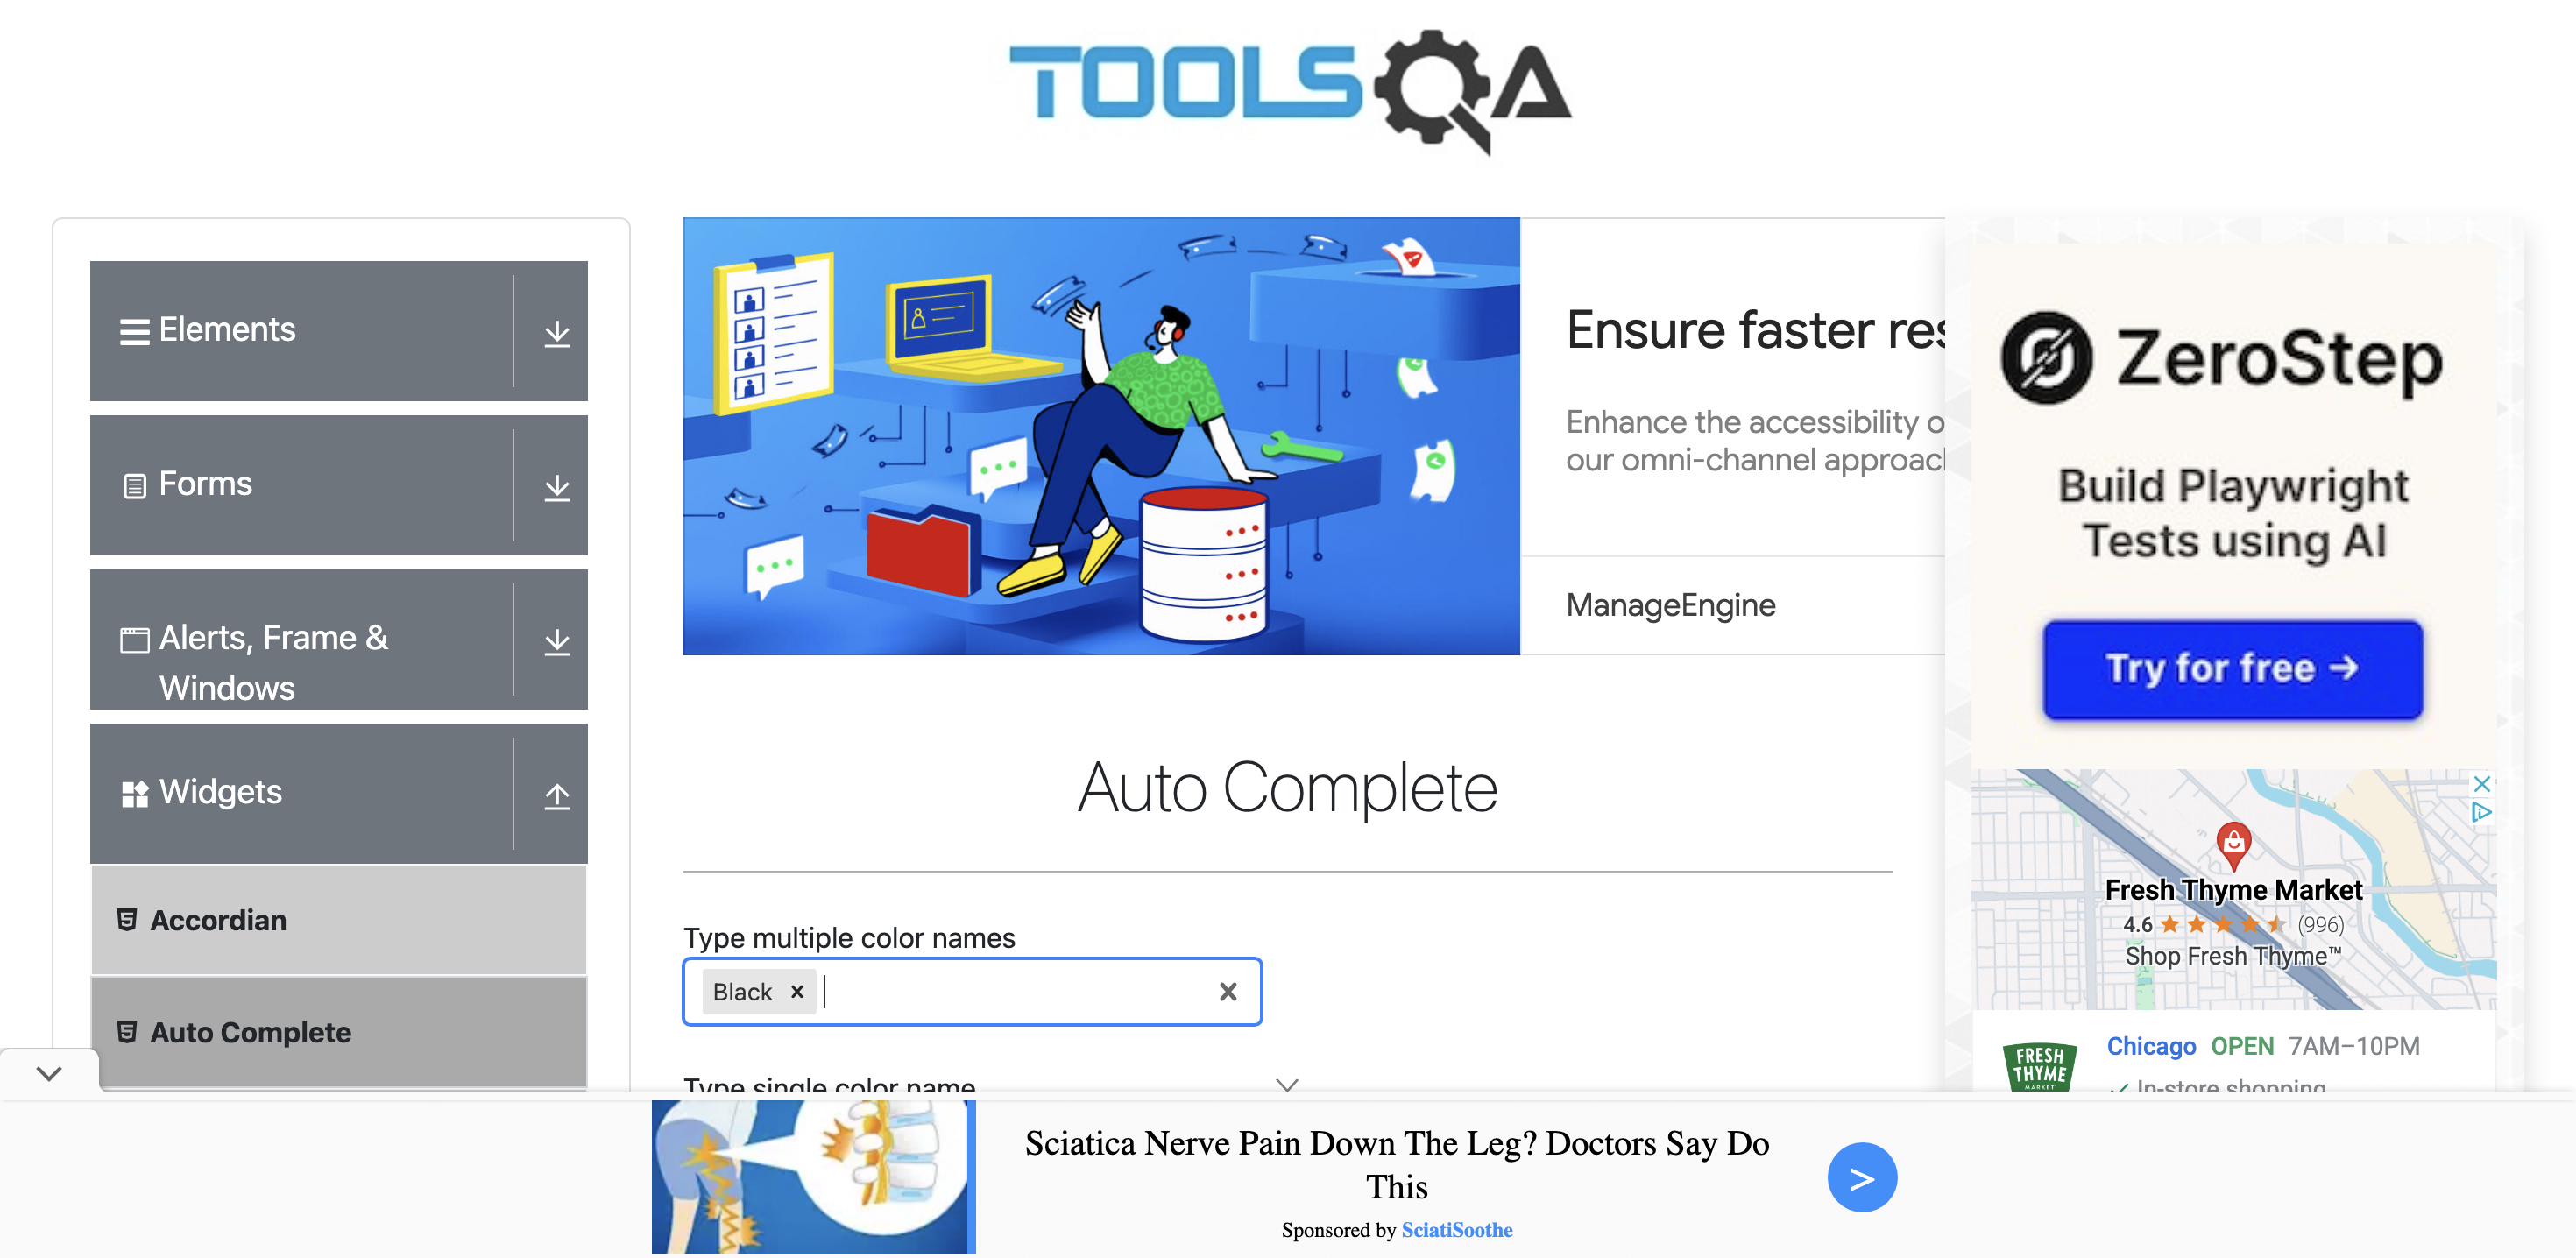 TOOLSQA
Elements
Forms
Alerts, Frame &
Windows
Widgets
Accordian
Auto Complete
Ensure faster res
Enhance the accessibility o
our omni-channel approac
ManageEngine
Auto Complete
Type multiple color names
Black
Type single color name
ZeroStep
Build Playwright
Tests using AI
Try for free →
Fresh Thyme Market
4.6 (996)
Shop Fresh Thyme™
FRESH
THYME
MARKET
Chicago OPEN 7AM–10PM
In-store shopping
Sciatica Nerve Pain Down The Leg? Doctors Say Do
This
Sponsored by SciatiSoothe
>